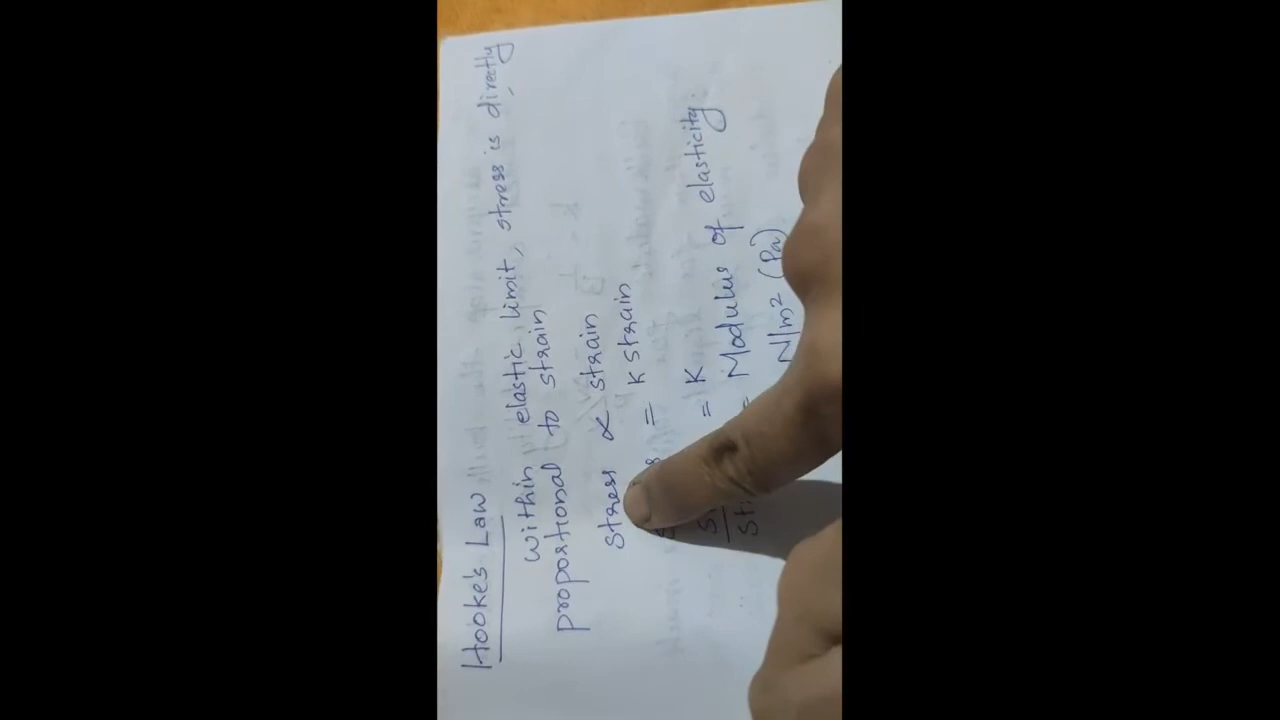 Hooke's Law
Within elastic limit, stress is directly
proportional to strain
Stress ∝ strain
= K strain
= K
= Modulus of elasticity.
N/m² (Pa)